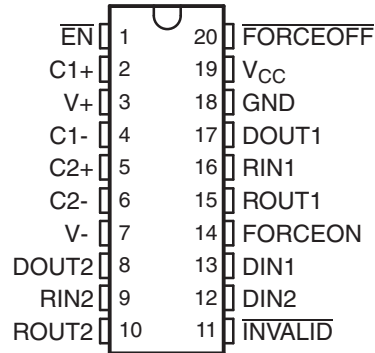 EN 1 20 FORCEOFF
C1+ 2 19 VCC
V+ 3 18 GND
C1- 4 17 DOUT1
C2+ 5 16 RIN1
C2- 6 15 ROUT1
V- 7 14 FORCEON
DOUT2 8 13 DIN1
RIN2 9 12 DIN2
ROUT2 10 11 INVALID